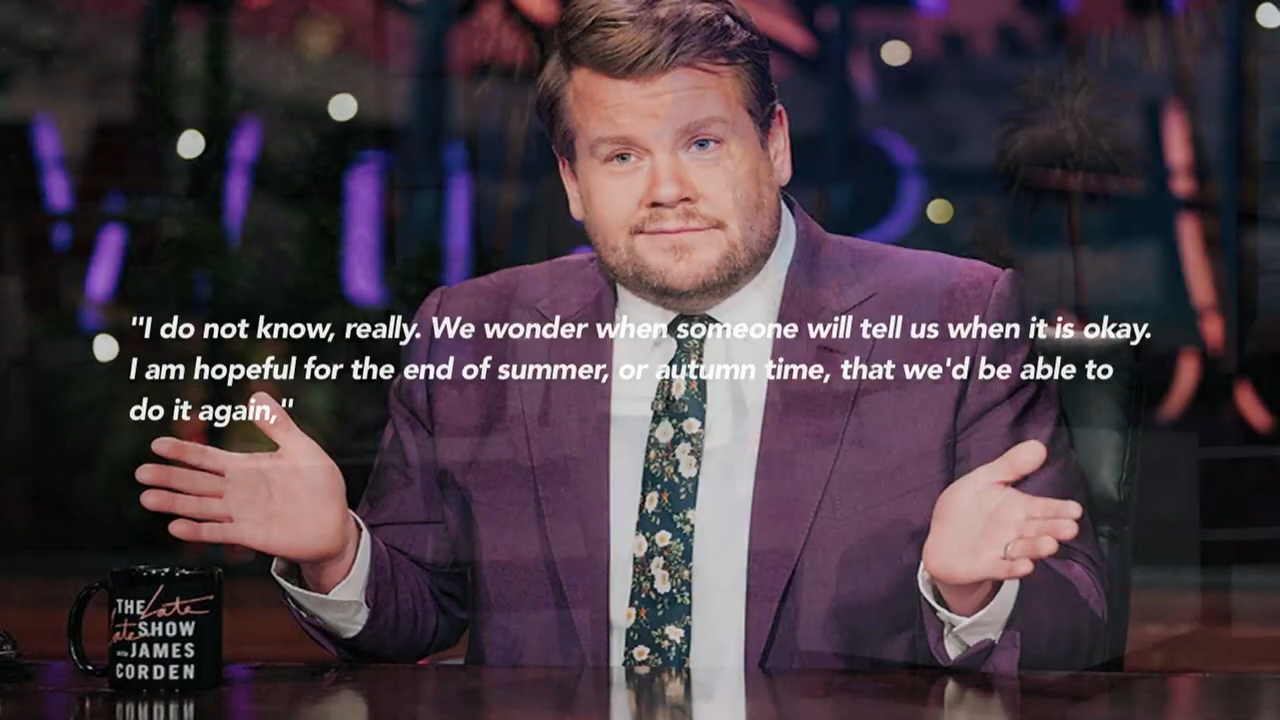 "I do not know, really. We wonder when someone will tell us when it is okay.
I am hopeful for the end of summer, or autumn time, that we'd be able to
do it again,"
THE Late
Late SHOW
with JAMES
CORDEN